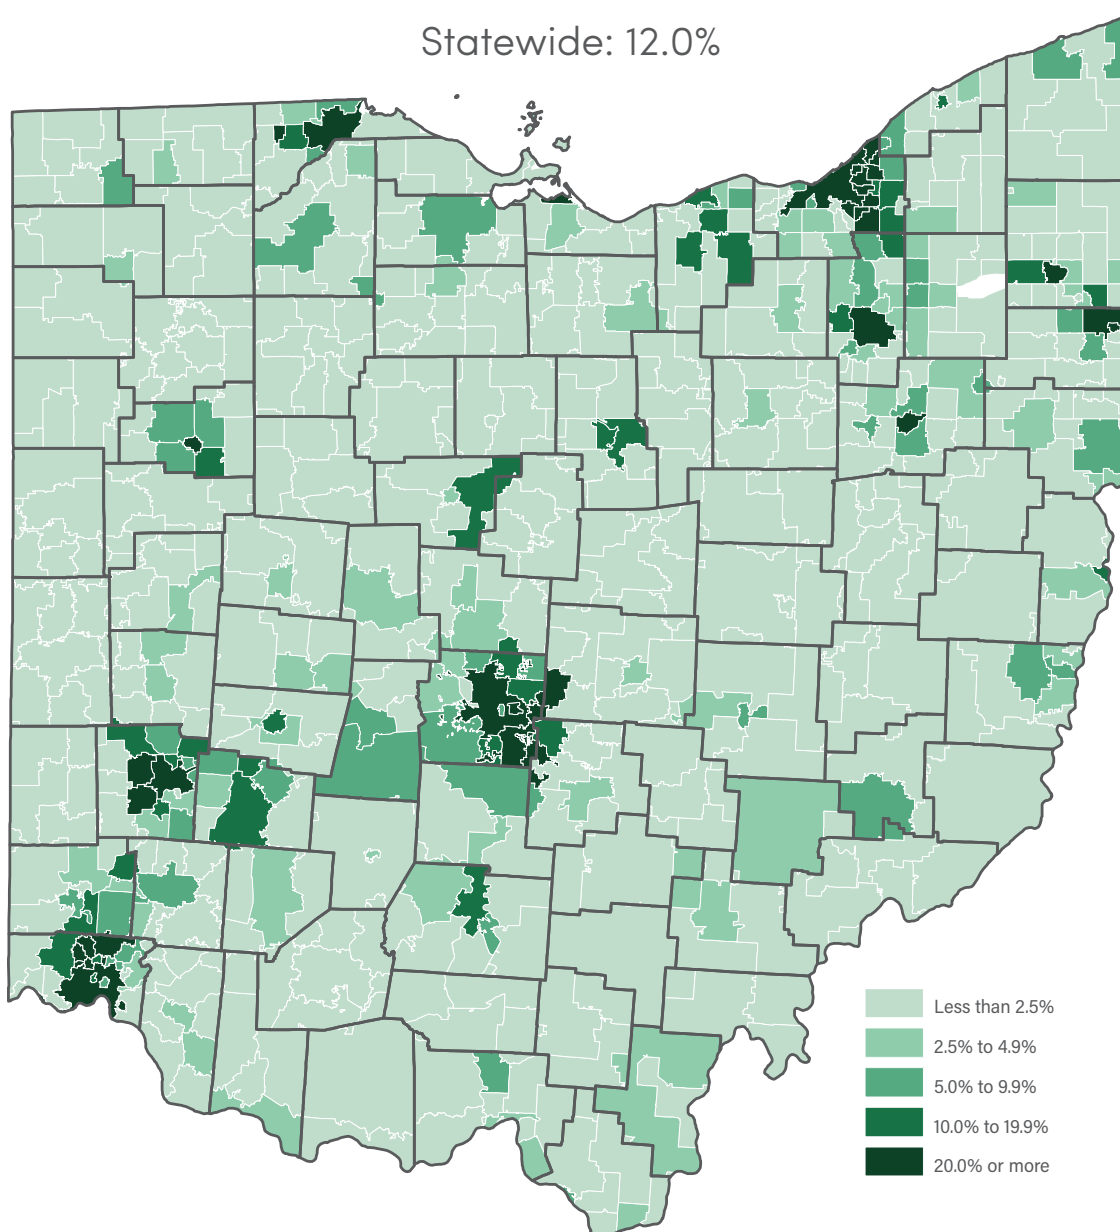 Statewide: 12.0%
Less than 2.5%
2.5% to 4.9%
5.0% to 9.9%
10.0% to 19.9%
20.0% or more